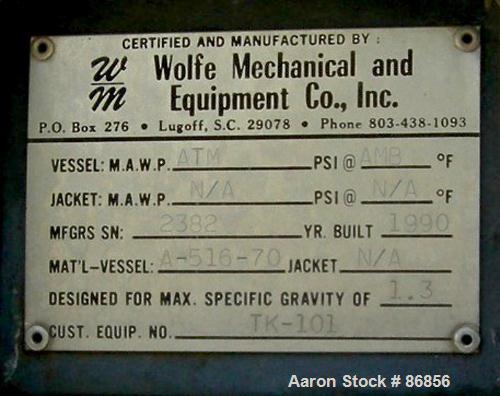 CERTIFIED AND MANUFACTURED BY :
W M Wolfe Mechanical and
Equipment Co., Inc.
P.O. Box 276 • Lugoff, S.C. 29078 • Phone 803-438-1093
VESSEL: M.A.W.P. ATM PSI @ AMB °F
JACKET: M.A.W.P. N/A PSI @ N/A °F
MFGRS SN: 2382 YR. BUILT 1990
MAT'L-VESSEL: A-516-70 JACKET N/A
DESIGNED FOR MAX. SPECIFIC GRAVITY OF 1.3
CUST. EQUIP. NO. TK-101
Aaron Stock # 86856